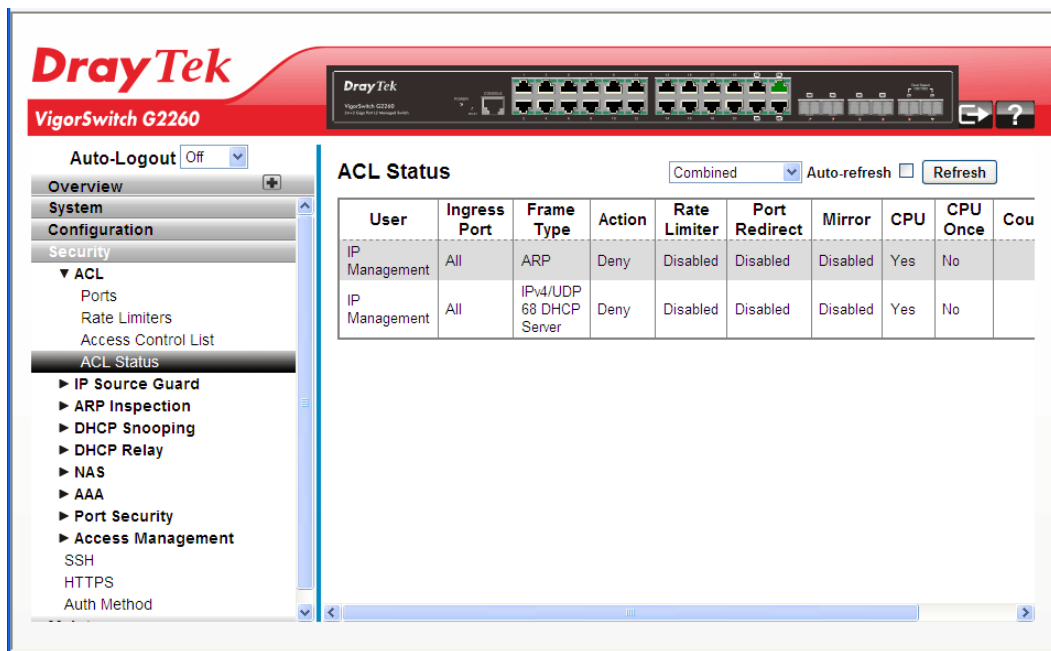 DrayTek
VigorSwitch G2260
DrayTek
VigorSwitch G2260
CONSOLE
Auto-Logout Off
Overview
System
Configuration
Security
▼ ACL
Ports
Rate Limiters
Access Control List
ACL Status
► IP Source Guard
► ARP Inspection
► DHCP Snooping
► DHCP Relay
► NAS
► AAA
► Port Security
► Access Management
SSH
HTTPS
Auth Method
ACL Status
Combined Auto-refresh Refresh
User Ingress Port Frame Type Action Rate Limiter Port Redirect Mirror CPU CPU Once Cou
IP Management All ARP Deny Disabled Disabled Disabled Yes No
IP Management All IPv4/UDP 68 DHCP Server Deny Disabled Disabled Disabled Yes No